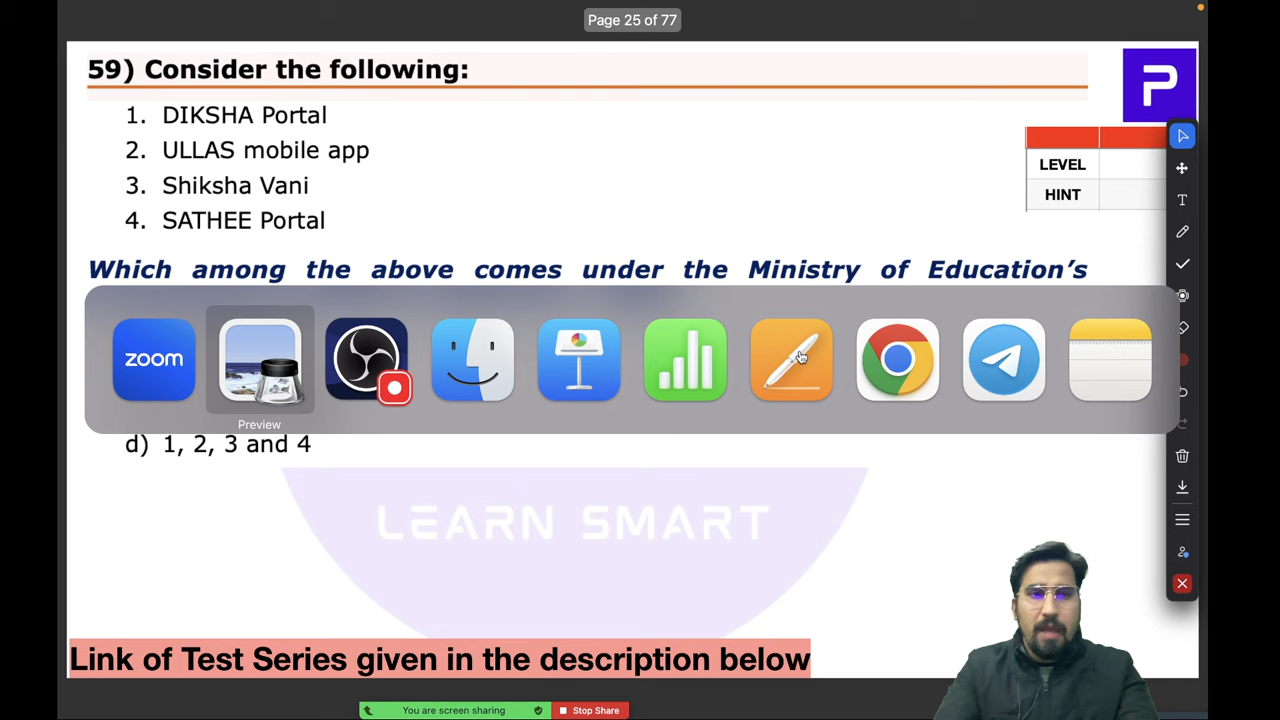 Page 25 of 77
59) Consider the following:
P
1. DIKSHA Portal
2. ULLAS mobile app
3. Shiksha Vani
4. SATHEE Portal
LEVEL
HINT
T
Which among the above comes under the Ministry of Education's
zoom
Preview
d) 1, 2, 3 and 4
LEARN SMART
Link of Test Series given in the description below
You are screen sharing
Stop Share